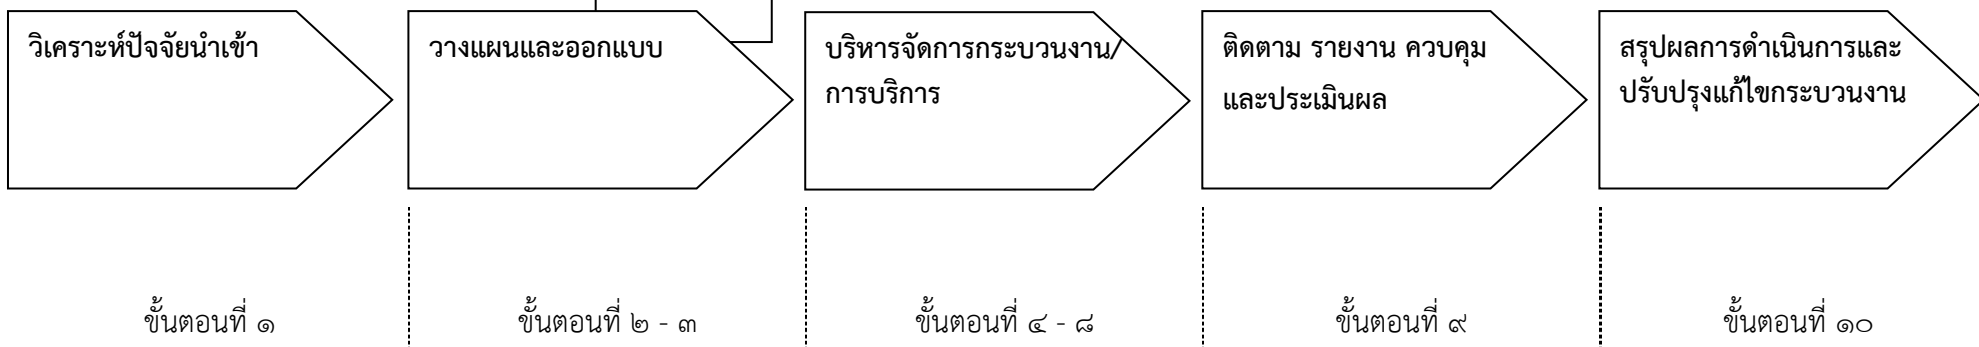 วิเคราะห์ปัจจัยนำเข้า
วางแผนและออกแบบ
บริหารจัดการกระบวนงาน/
การบริการ
ติดตาม รายงาน ควบคุม
และประเมินผล
สรุปผลการดำเนินการและ
ปรับปรุงแก้ไขกระบวนงาน
ขั้นตอนที่ ๑
ขั้นตอนที่ ๒ - ๓
ขั้นตอนที่ ๔ - ๘
ขั้นตอนที่ ๙
ขั้นตอนที่ ๑๐